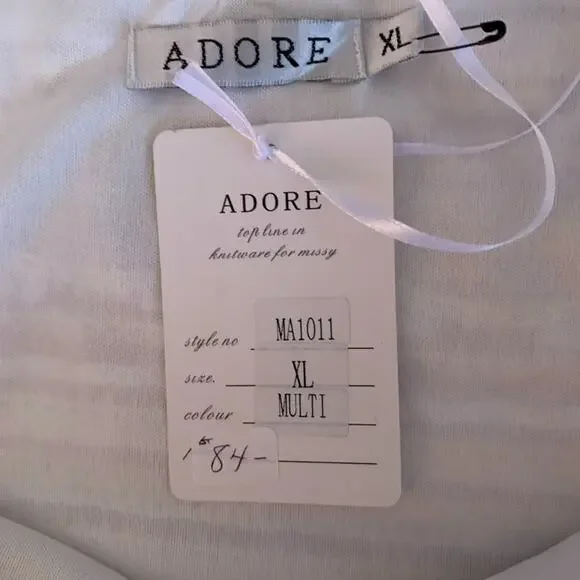 ADORE XL
ADORE
top line in
knitware for missy
style no MA1011
size. XL
colour MULTI
84-